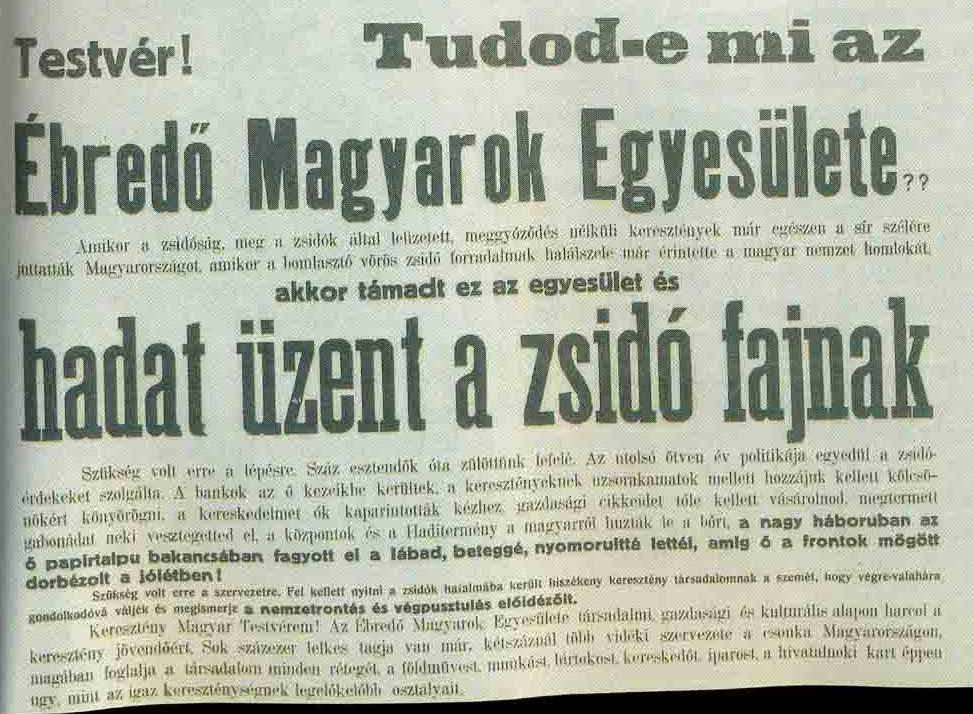 Testvér! Tudod-e mi az
Ébredő Magyarok Egyesülete??
Amikor a zsidóság, meg a zsidók által lefizetett, meggyőződés nélküli keresztények már egészen a sir szélére
juttatták Magyarországot, amikor a bomlasztó vörös zsidó forradalmak halálszele már érintette a magyar nemzet homlokát,
akkor támadt ez az egyesület és
hadat üzent a zsidó fajnak
Szükség volt erre a lépésre. Száz esztendők óta züllöttünk lefelé. Az utolsó ötven év politikája egyedül a zsidó-
érdekeket szolgálta. A bankok az ő kezeikbe kerültek, a keresztényeknek uzsorakamatok mellett hozzájuk kellett kölcsö-
nökért könyörögni, a kereskedelmet ők kaparintották kézhez, gazdasági cikkeidet tőle kellett vásárolnod, megtermett
gabonádat neki vesztegetted el, a központok és a Haditermény a magyarról huzták le a bőrt, a nagy háboruban az
ő papirtalpu bakancsában fagyott el a lábad, beteggé, nyomorulttá lettél, amig ő a frontok mögött
dorbézolt a jólétben!
Szükség volt erre a szervezetre. Fel kellett nyitni a zsidók hatalmába került hiszékeny keresztény társadalomnak a szemét, hogy végre-valahára
gondolkodóvá váljék és megismerje a nemzetrontás és végpusztulás előidézőit.
Keresztény Magyar Testvérem! Az Ébredő Magyarok Egyesülete társadalmi, gazdasági és kulturális alapon harcol a
keresztény jövendőért. Sok százezer lelkes tagja van már, kétszáznál több vidéki szervezete a csonka Magyarországon,
magában foglalja a társadalom minden rétegét, a földmüvest, munkást, birtokost, kereskedőt, iparost, a hivatalnoki kart éppen
ugy, mint az igaz kereszténységnek legelőkelőbb osztályait.